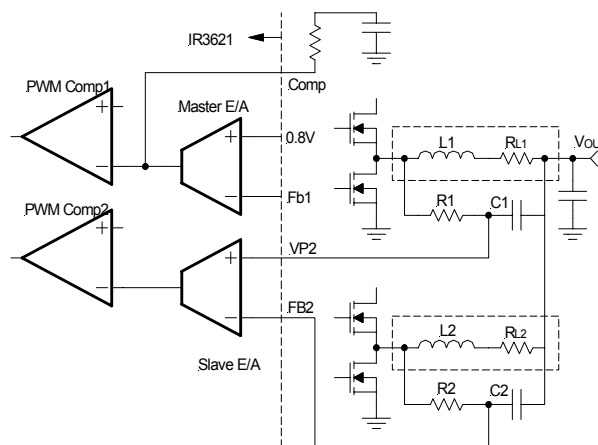 IR3621
Comp
PWM Comp1
Master E/A
0.8V
Fb1
L1
RL1
VOU
R1
C1
PWM Comp2
VP2
FB2
Slave E/A
L2
RL2
R2
C2